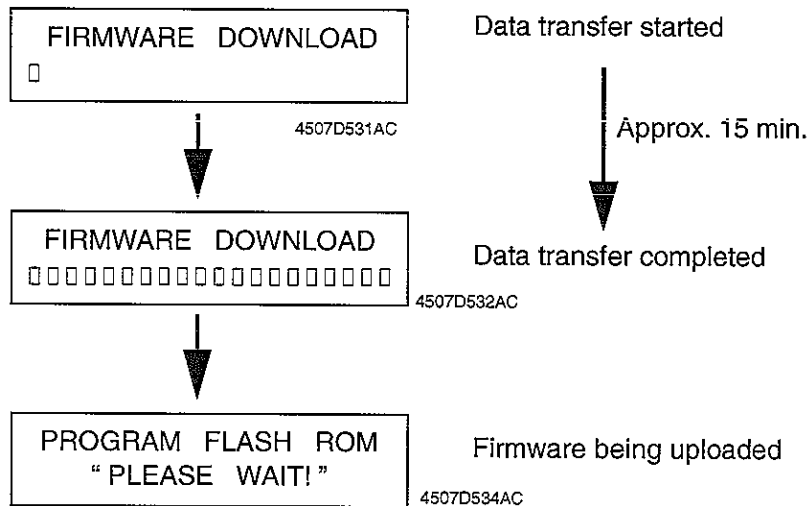 FIRMWARE DOWNLOAD
Data transfer started
4507D531AC
Approx. 15 min.
FIRMWARE DOWNLOAD
Data transfer completed
4507D532AC
PROGRAM FLASH ROM
“ PLEASE WAIT! ”
Firmware being uploaded
4507D534AC